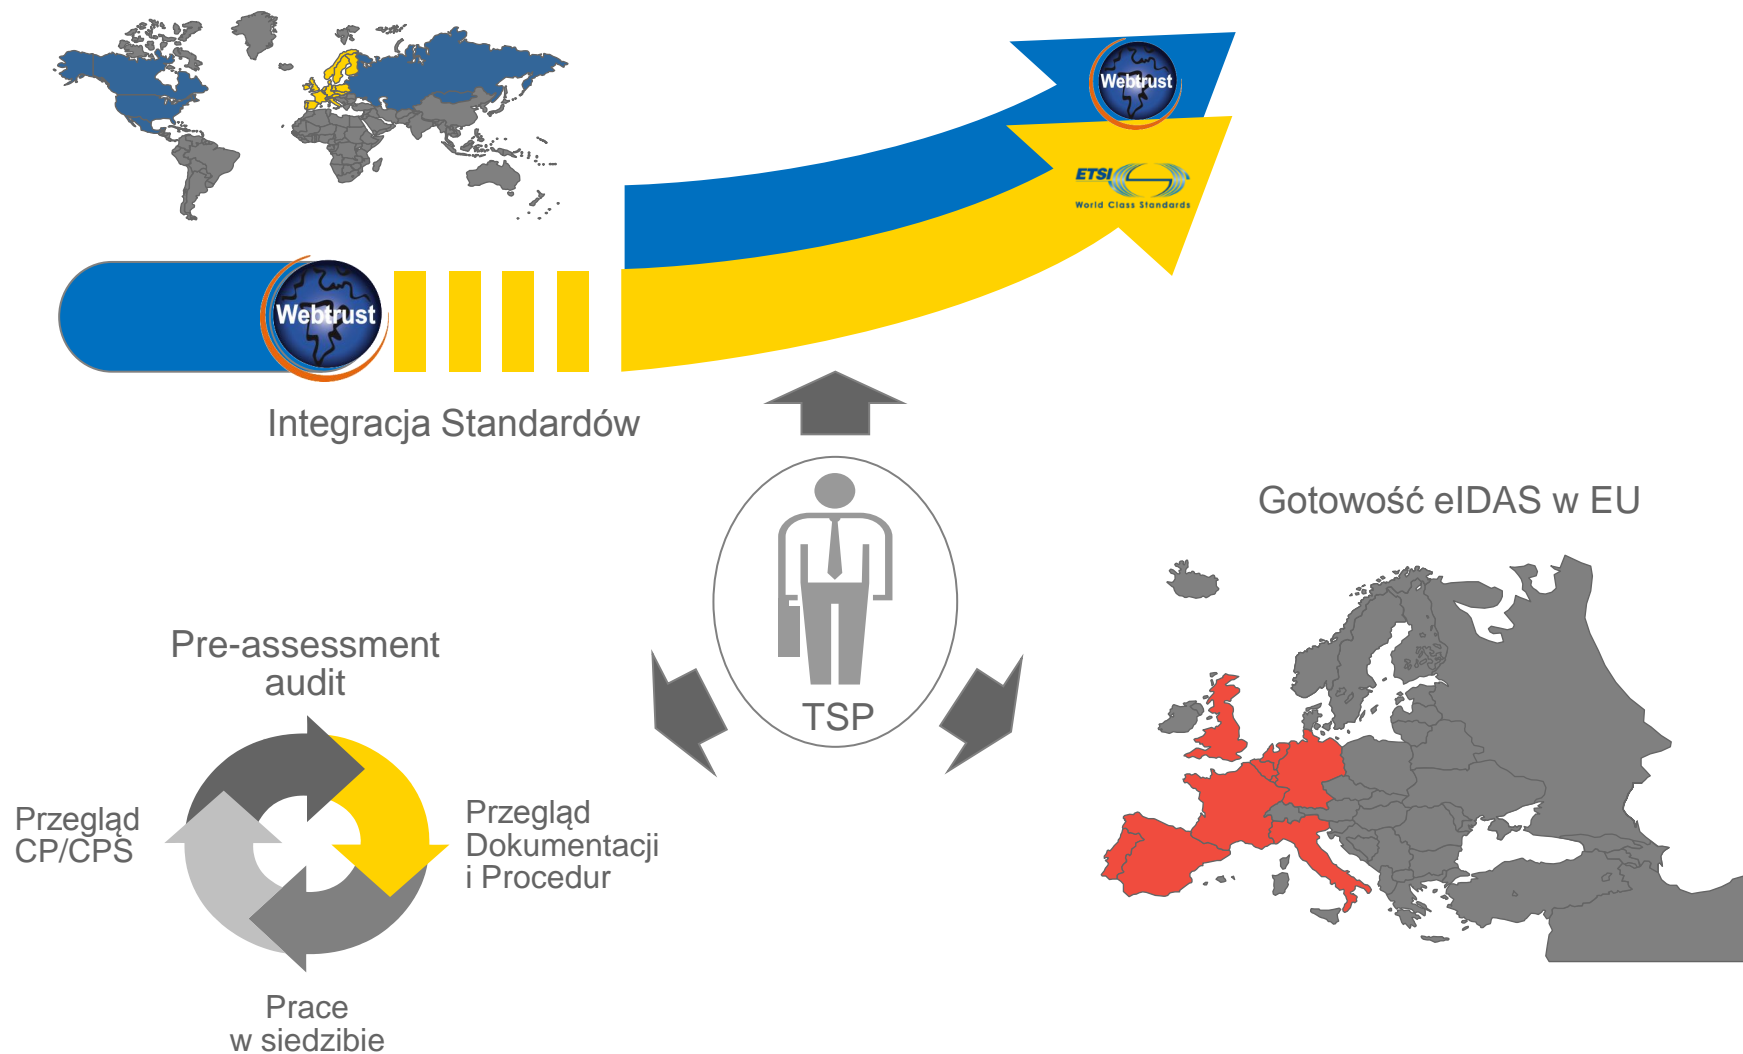 Webtrust
ETSI
World Class Standards
Webtrust
Integracja Standardów
Gotowość eIDAS w EU
TSP
Pre-assessment
audit
Przegląd
CP/CPS
Przegląd
Dokumentacji
i Procedur
Prace
w siedzibie